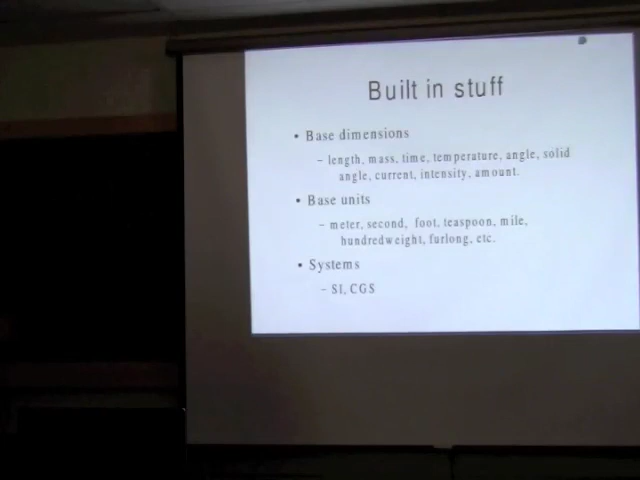 Built in stuff
• Base dimensions
– length, mass, time, temperature, angle, solid
angle, current, intensity, amount.
• Base units
– meter, second, foot, teaspoon, mile,
hundredweight, furlong, etc.
• Systems
– SI, CGS